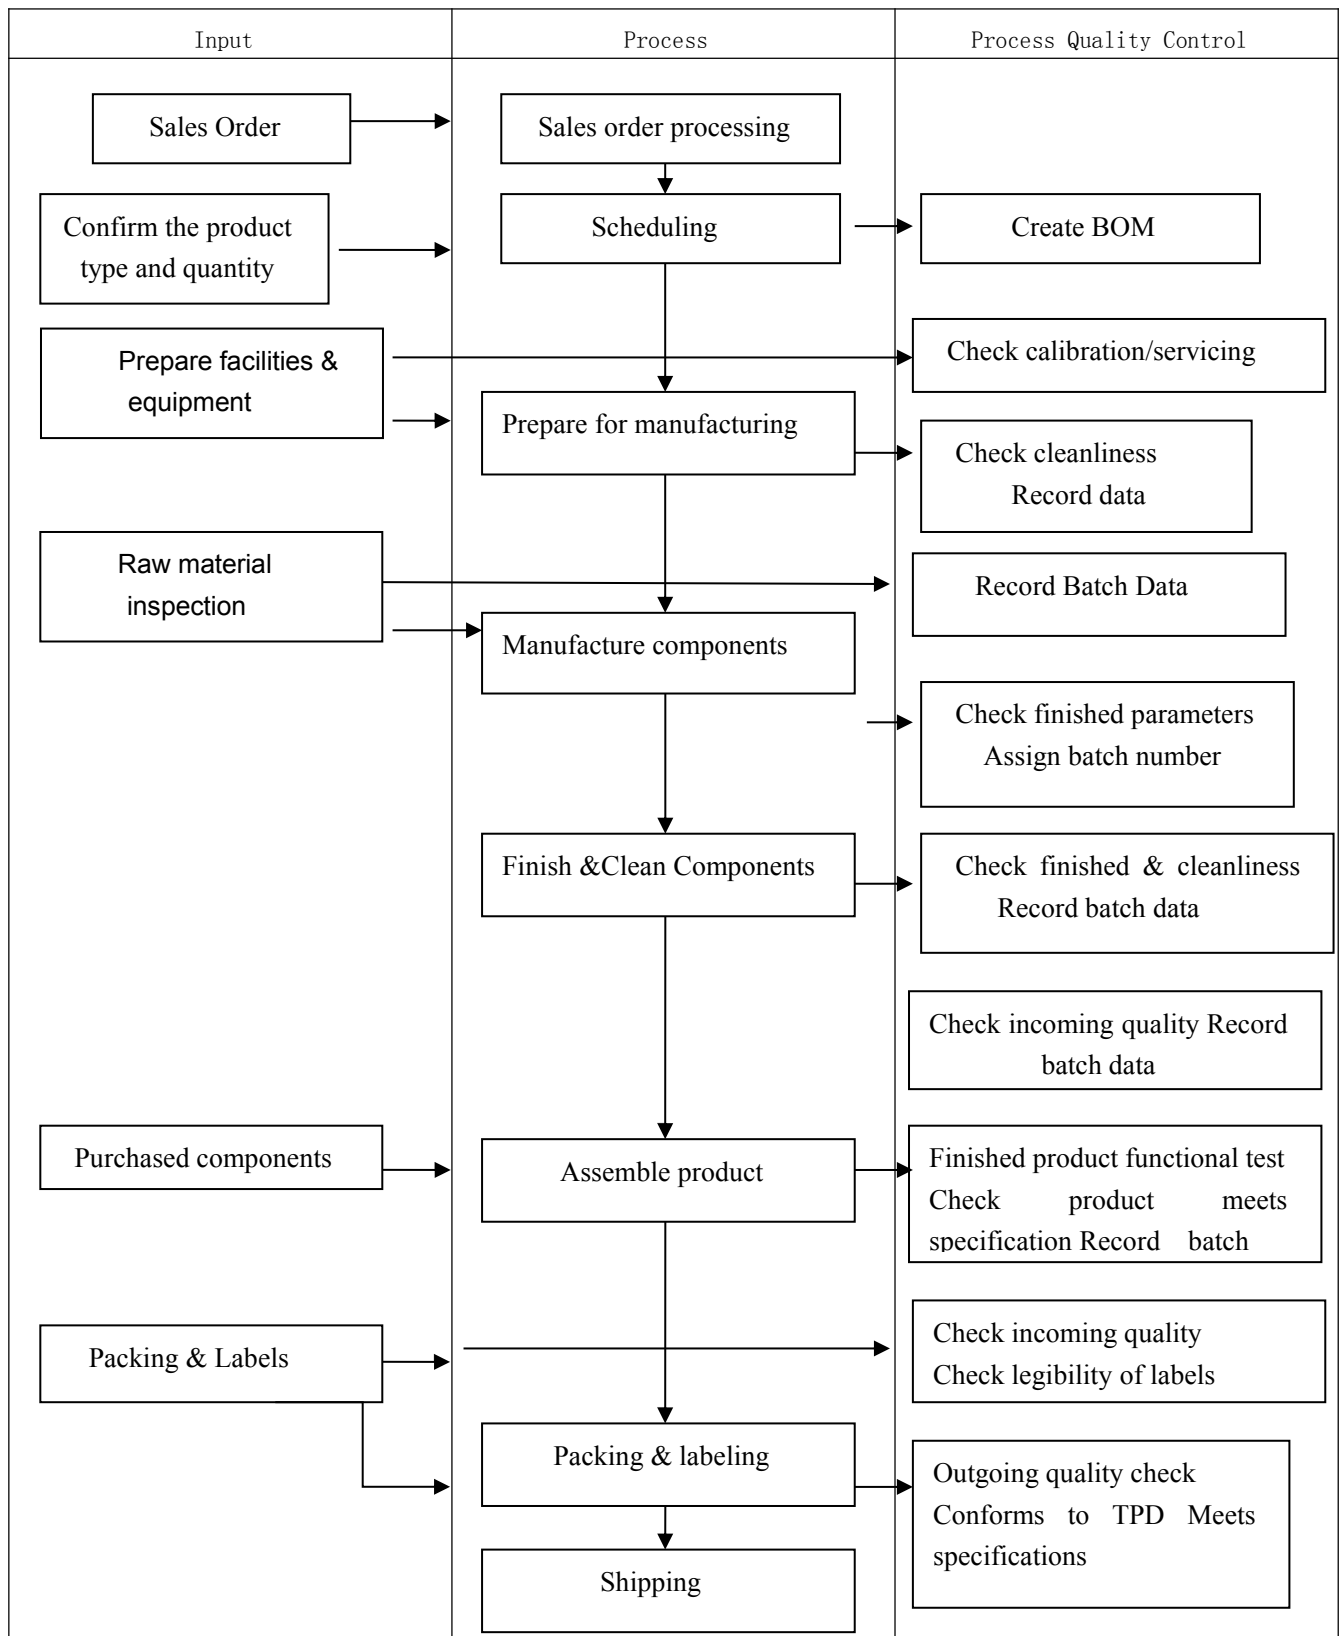 Input
Process
Process Quality Control
Sales Order
Sales order processing
Confirm the product
type and quantity
Scheduling
Create BOM
Prepare facilities &
equipment
Check calibration/servicing
Prepare for manufacturing
Check cleanliness
Record data
Raw material
inspection
Record Batch Data
Manufacture components
Check finished parameters
Assign batch number
Finish &Clean Components
Check finished & cleanliness
Record batch data
Check incoming quality Record
batch data
Purchased components
Assemble product
Finished product functional test
Check product meets
specification Record batch
Packing & Labels
Check incoming quality
Check legibility of labels
Packing & labeling
Outgoing quality check
Conforms to TPD Meets
specifications
Shipping